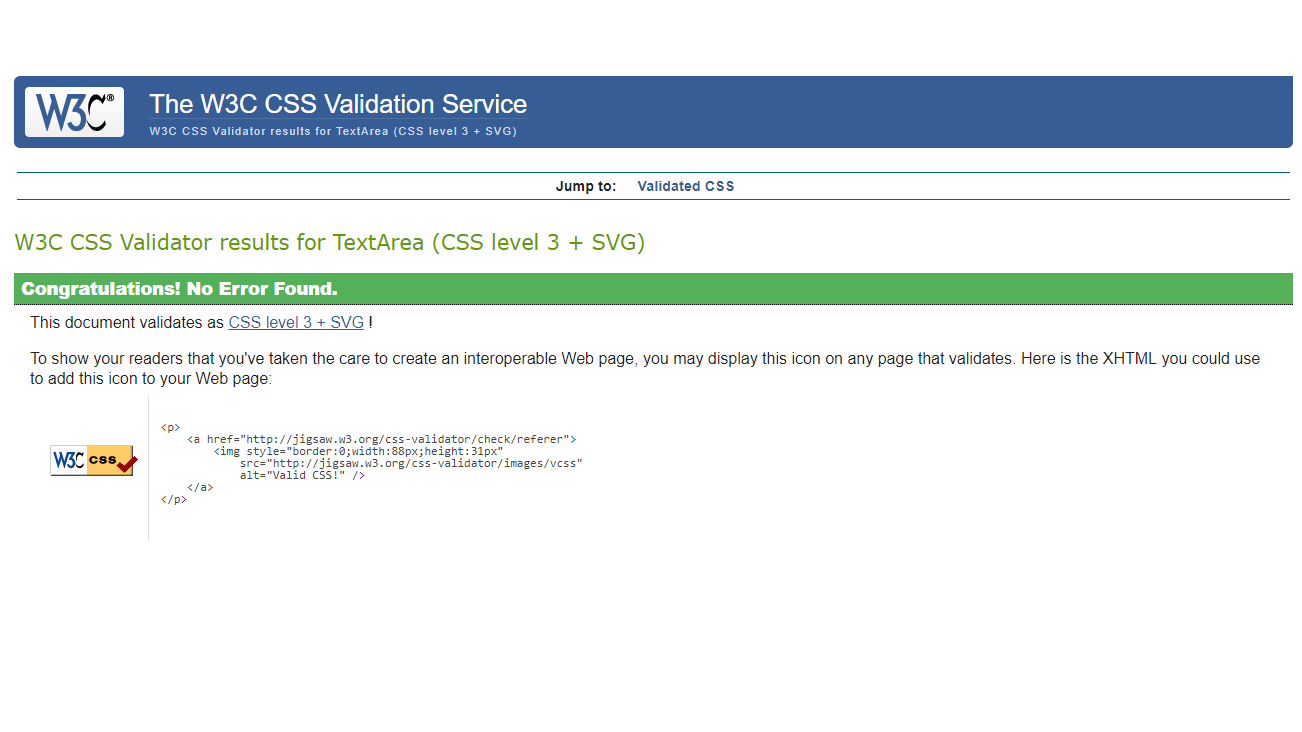 W3C®
The W3C CSS Validation Service
W3C CSS Validator results for TextArea (CSS level 3 + SVG)
Jump to: Validated CSS
W3C CSS Validator results for TextArea (CSS level 3 + SVG)
Congratulations! No Error Found.
This document validates as CSS level 3 + SVG !
To show your readers that you've taken the care to create an interoperable Web page, you may display this icon on any page that validates. Here is the XHTML you could use
to add this icon to your Web page:
W3C CSS
<p>
    <a href="http://jigsaw.w3.org/css-validator/check/referer">
        <img style="border:0;width:88px;height:31px"
            src="http://jigsaw.w3.org/css-validator/images/vcss"
            alt="Valid CSS!" />
    </a>
</p>